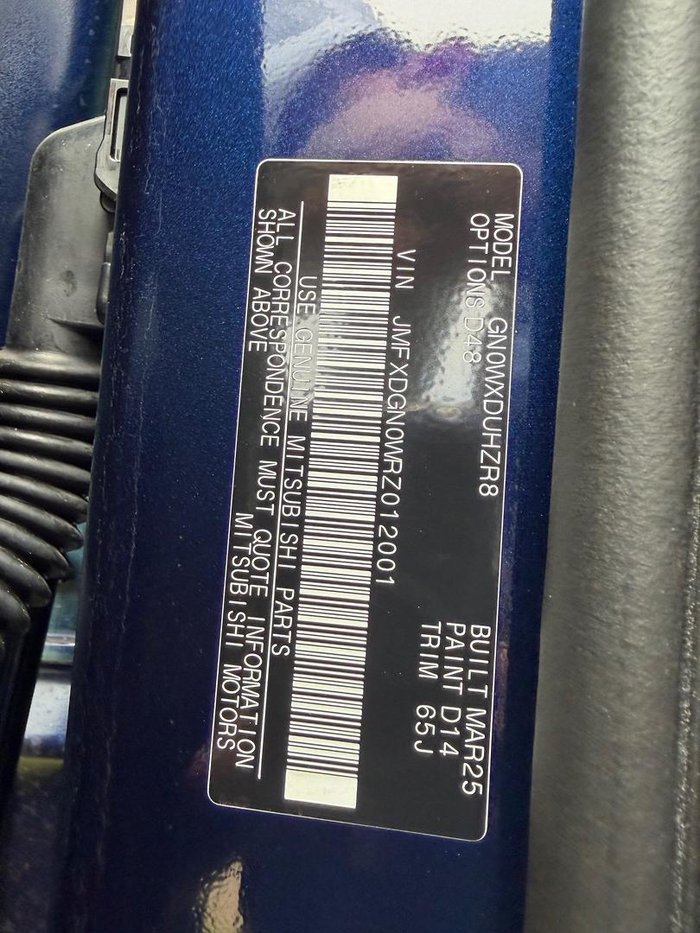 MODEL GN0WXDUHZR8 BUILT MAR25
OPTIONS D48 PAINT D14
TRIM 65J
VIN JMFXDGN0WRZ012001
USE GENUINE MITSUBISHI PARTS
ALL CORRESPONDENCE MUST QUOTE INFORMATION
SHOWN ABOVE MITSUBISHI MOTORS